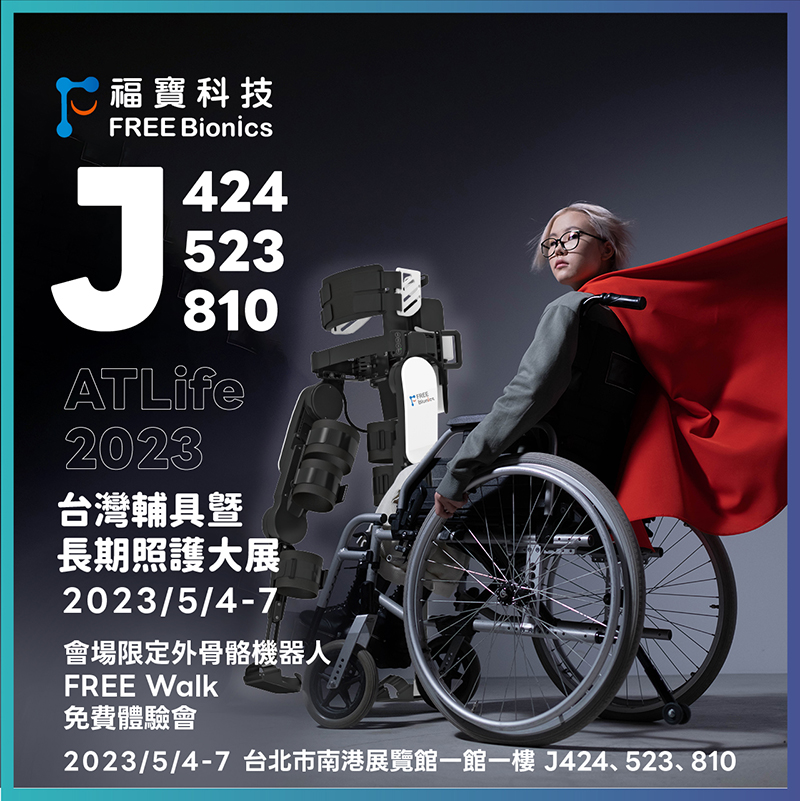 福寶科技
FREE Bionics
J
424
523
810
ATLife
2023
台灣輔具暨
長期照護大展
2023/5/4-7
會場限定外骨骼機器人
FREE Walk
免費體驗會
2023/5/4-7 台北市南港展覽館一館一樓 J424、523、810
FREE
Bionics